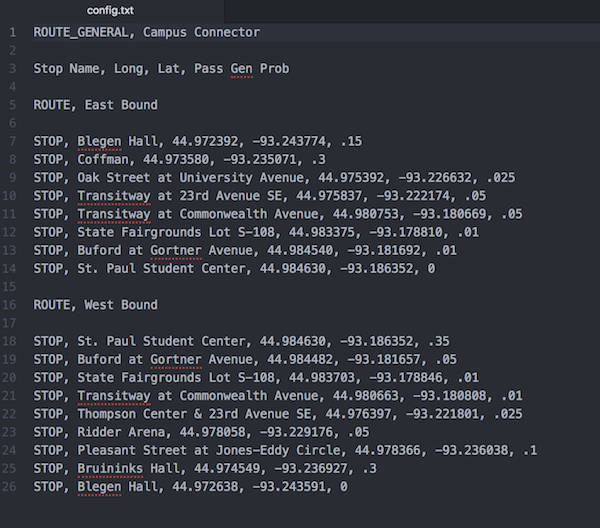 config.txt
1 ROUTE_GENERAL, Campus Connector
2
3 Stop Name, Long, Lat, Pass Gen Prob
4
5 ROUTE, East Bound
6
7 STOP, Blegen Hall, 44.972392, -93.243774, .15
8 STOP, Coffman, 44.973580, -93.235071, .3
9 STOP, Oak Street at University Avenue, 44.975392, -93.226632, .025
10 STOP, Transitway at 23rd Avenue SE, 44.975837, -93.222174, .05
11 STOP, Transitway at Commonwealth Avenue, 44.980753, -93.180669, .05
12 STOP, State Fairgrounds Lot S-108, 44.983375, -93.178810, .01
13 STOP, Buford at Gortner Avenue, 44.984540, -93.181692, .01
14 STOP, St. Paul Student Center, 44.984630, -93.186352, 0
15
16 ROUTE, West Bound
17
18 STOP, St. Paul Student Center, 44.984630, -93.186352, .35
19 STOP, Buford at Gortner Avenue, 44.984482, -93.181657, .05
20 STOP, State Fairgrounds Lot S-108, 44.983703, -93.178846, .01
21 STOP, Transitway at Commonwealth Avenue, 44.980663, -93.180808, .01
22 STOP, Thompson Center & 23rd Avenue SE, 44.976397, -93.221801, .025
23 STOP, Ridder Arena, 44.978058, -93.229176, .05
24 STOP, Pleasant Street at Jones-Eddy Circle, 44.978366, -93.236038, .1
25 STOP, Bruininks Hall, 44.974549, -93.236927, .3
26 STOP, Blegen Hall, 44.972638, -93.243591, 0